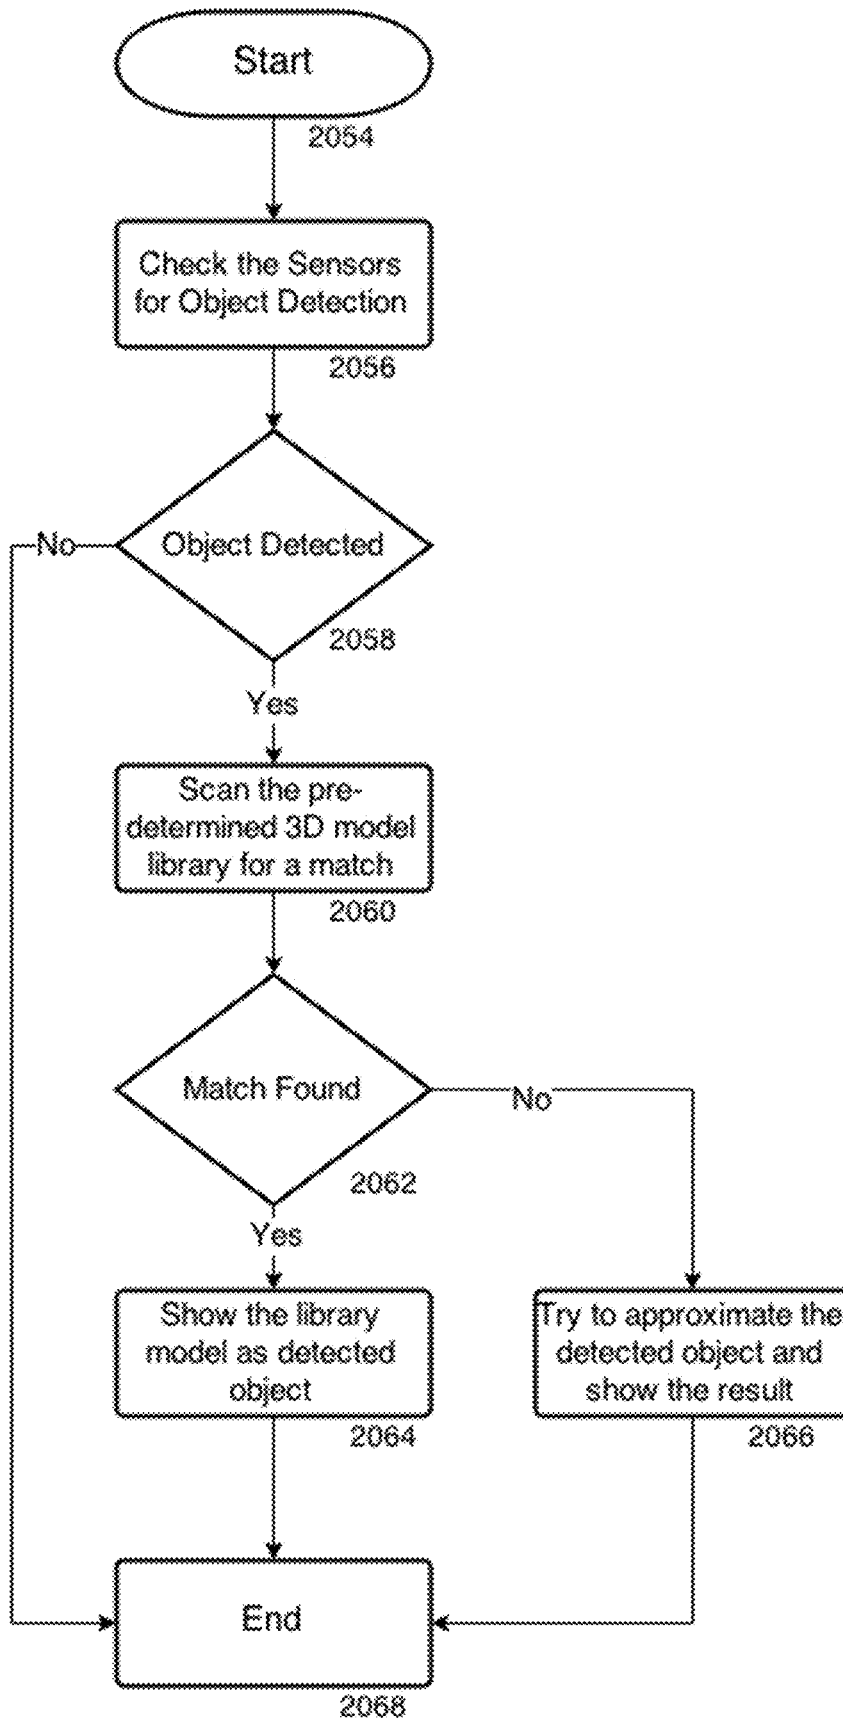 Start
2054
Check the Sensors
for Object Detection
2056
No
Object Detected
2058
Yes
Scan the pre-
determined 3D model
library for a match
2060
Match Found
No
2062
Yes
Show the library
model as detected
object
2064
Try to approximate the
detected object and
show the result
2066
End
2068